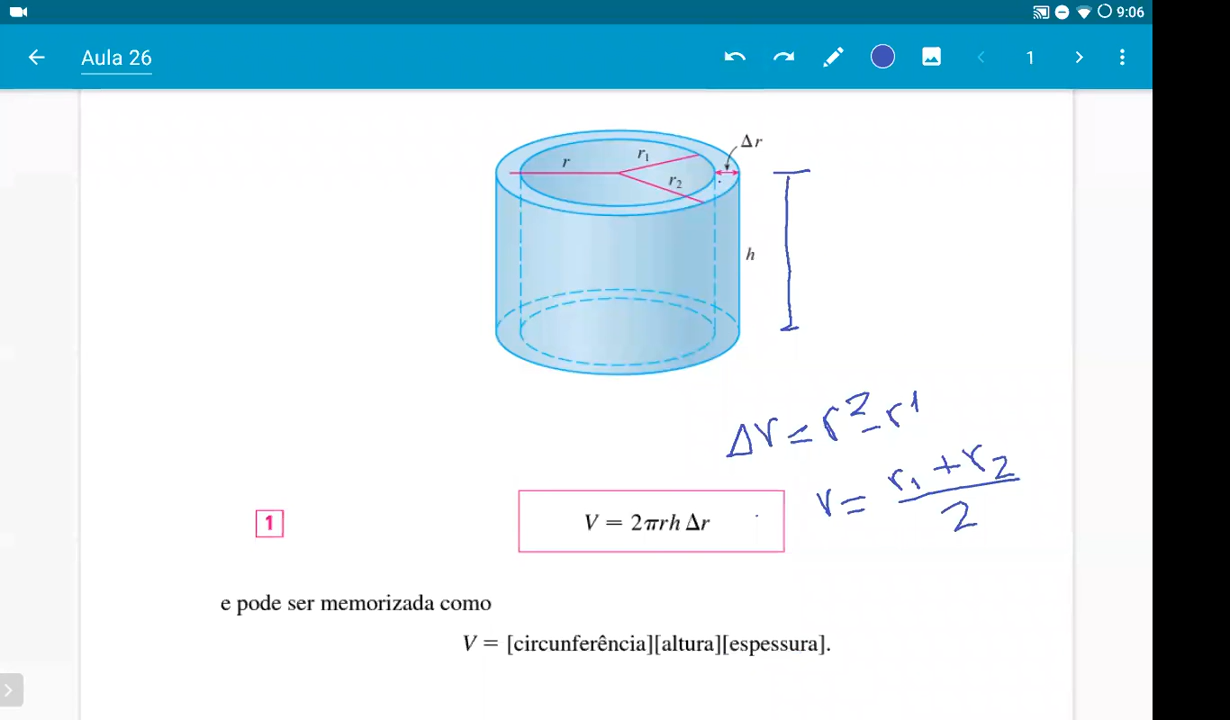 9:06
Aula 26
1
Δr
r
r₁
r₂
h
Δr = r2 - r1
r = r₁ + r₂ / 2
1
V = 2πrh Δr
e pode ser memorizada como
V = [circunferência][altura][espessura].